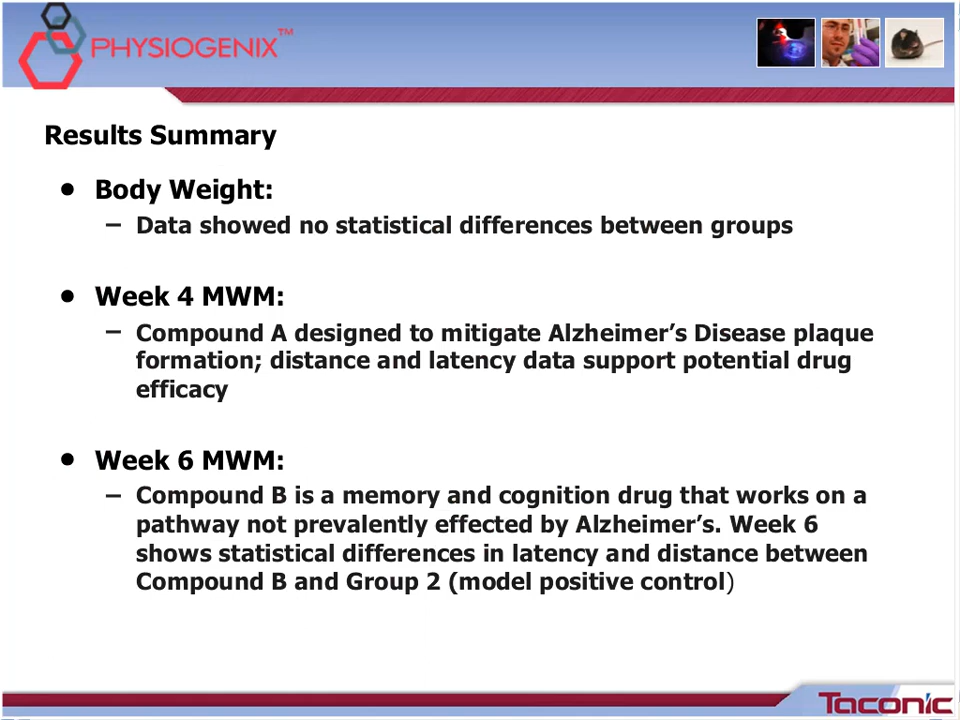 PHYSIOGENIX™
Results Summary
• Body Weight:
– Data showed no statistical differences between groups
• Week 4 MWM:
– Compound A designed to mitigate Alzheimer’s Disease plaque
formation; distance and latency data support potential drug
efficacy
• Week 6 MWM:
– Compound B is a memory and cognition drug that works on a
pathway not prevalently effected by Alzheimer’s. Week 6
shows statistical differences in latency and distance between
Compound B and Group 2 (model positive control)
Taconic